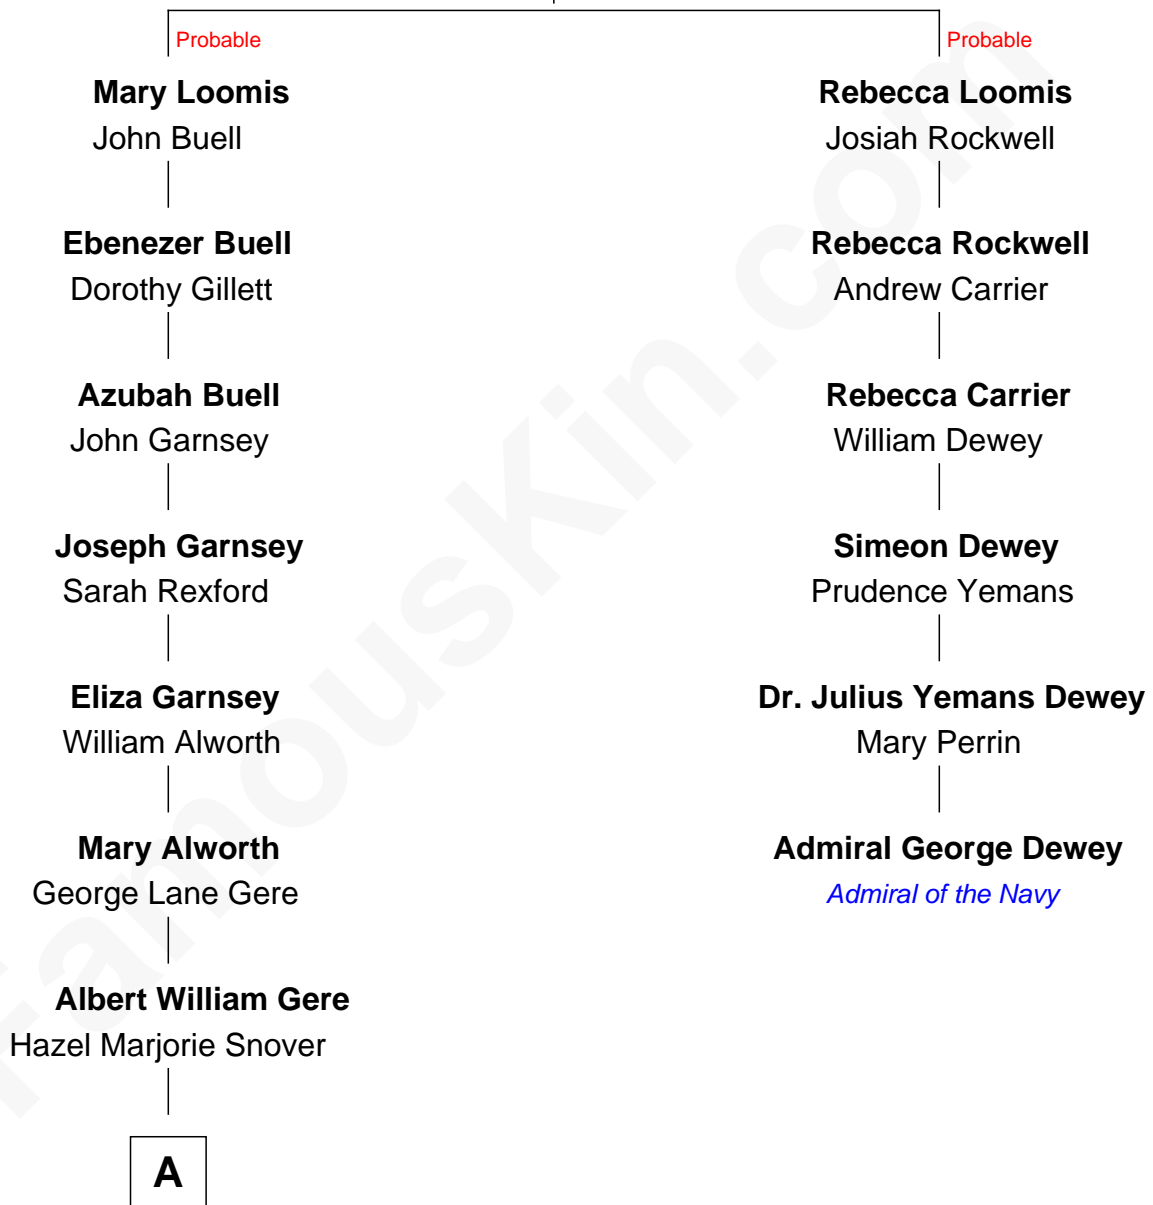 Probable
Probable
Mary Loomis
Rebecca Loomis
John Buell
Josiah Rockwell
Ebenezer Buell
Rebecca Rockwell
Dorothy Gillett
Andrew Carrier
Azubah Buell
Rebecca Carrier
John Garnsey
William Dewey
Joseph Garnsey
Simeon Dewey
Sarah Rexford
Prudence Yemans
Eliza Garnsey
Dr. Julius Yemans Dewey
William Alworth
Mary Perrin
Mary Alworth
Admiral George Dewey
George Lane Gere
Admiral of the Navy
Albert William Gere
Hazel Marjorie Snover
A
FamousKin.com